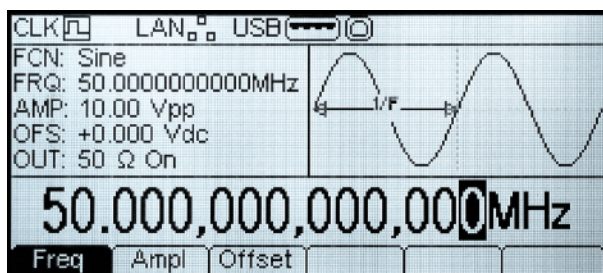 CLK LAN USB
FCN: Sine
FRQ: 50.0000000000MHz
AMP: 10.00 Vpp
OFS: +0.000 Vdc
OUT: 50 Ω On
1/F
50.000,000,000,000MHz
Freq Ampl Offset